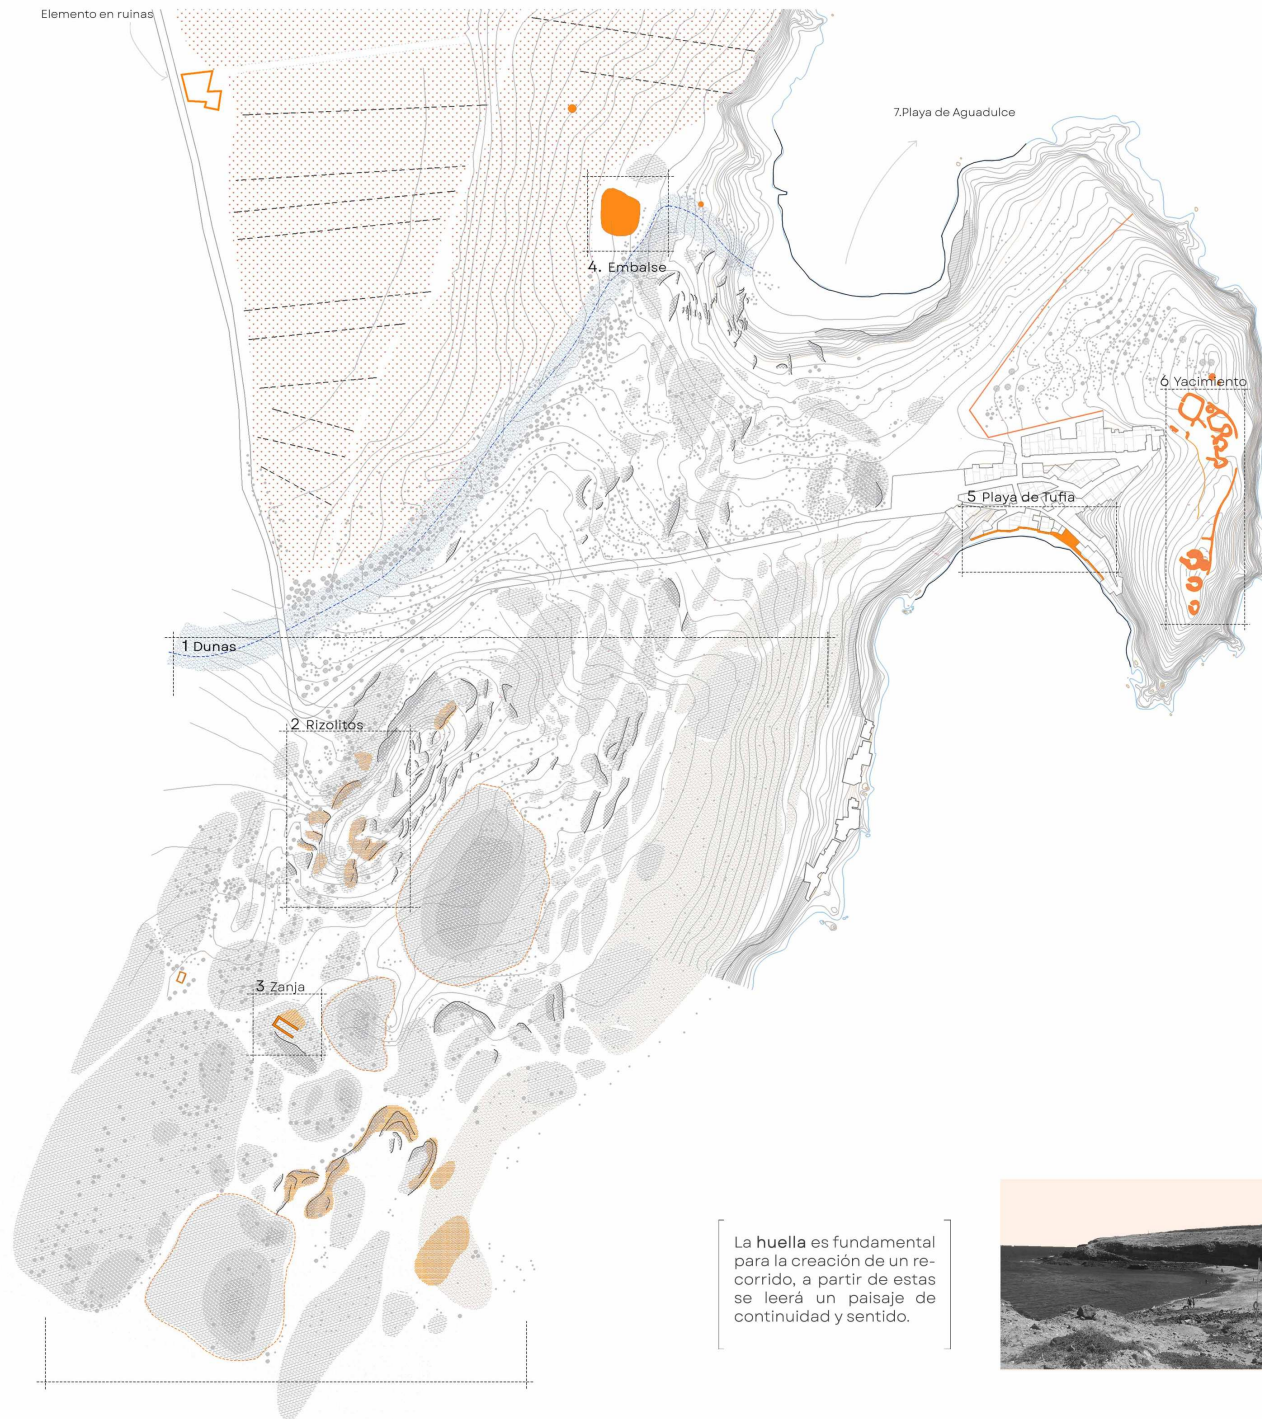 Elemento en ruinas
7.Playa de Aguadulce
4. Embalse
6 Yacimiento
5 Playa de Tufia
1 Dunas
2 Rizolitos
3 Zanja
La huella es fundamental
para la creación de un re-
corrido, a partir de estas
se leerá un paisaje de
continuidad y sentido.